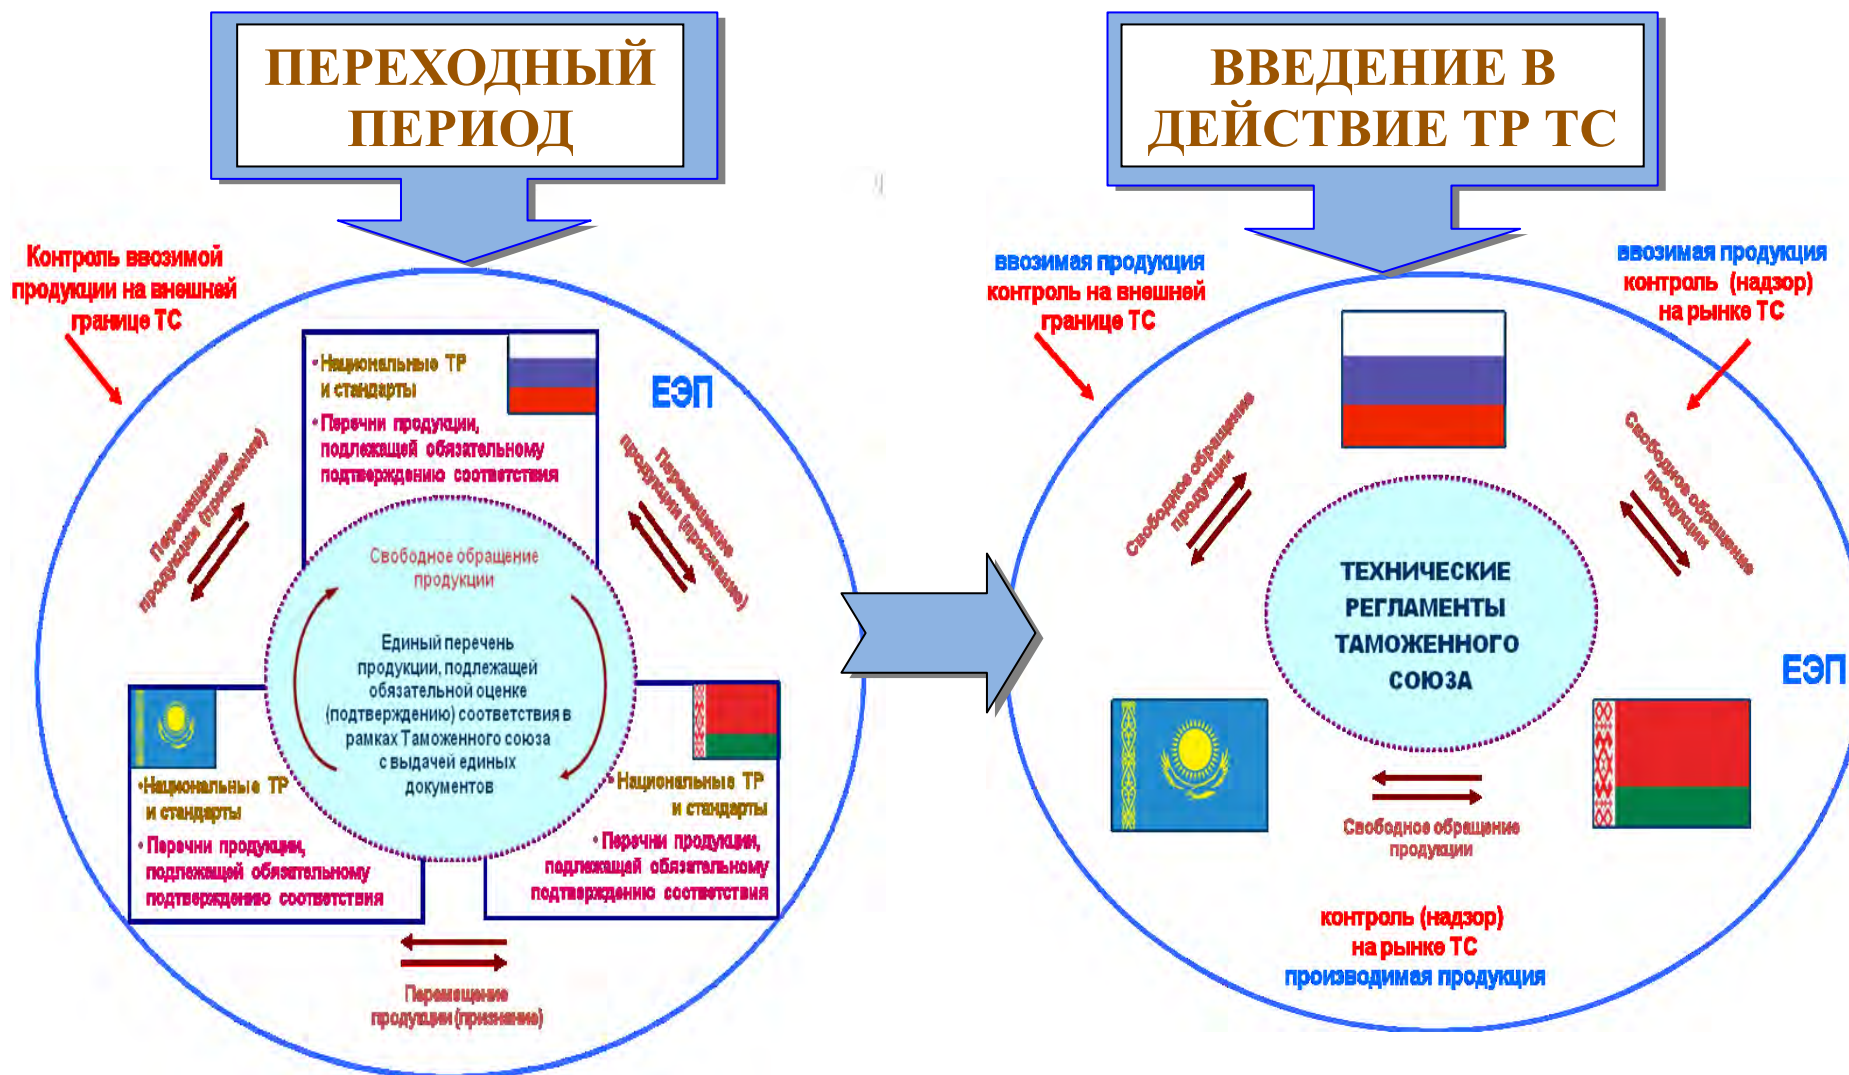 ПЕРЕХОДНЫЙ
ПЕРИОД
Контроль ввозимой
продукции на внешней
границе ТС
• Национальные ТР
и стандарты
• Перечни продукции,
подлежащей обязательному
подтверждению соответствия
ЕЭП
Перемещение
продукции (признание)
Перемещение
продукции (признание)
Свободное обращение
продукции
Единый перечень
продукции, подлежащей
обязательной оценке
(подтверждению) соответствия в
рамках Таможенного союза
с выдачей единых
документов
• Национальные ТР
и стандарты
• Перечни продукции,
подлежащей обязательному
подтверждению соответствия
• Национальные ТР
и стандарты
• Перечни продукции,
подлежащей обязательному
подтверждению соответствия
Перемещение
продукции (признание)
ВВЕДЕНИЕ В
ДЕЙСТВИЕ ТР ТС
ввозимая продукция
контроль на внешней
границе ТС
ввозимая продукция
контроль (надзор)
на рынке ТС
Свободное обращение
продукции
Свободное обращение
продукции
ТЕХНИЧЕСКИЕ
РЕГЛАМЕНТЫ
ТАМОЖЕННОГО
СОЮЗА
ЕЭП
Свободное обращение
продукции
контроль (надзор)
на рынке ТС
производимая продукция